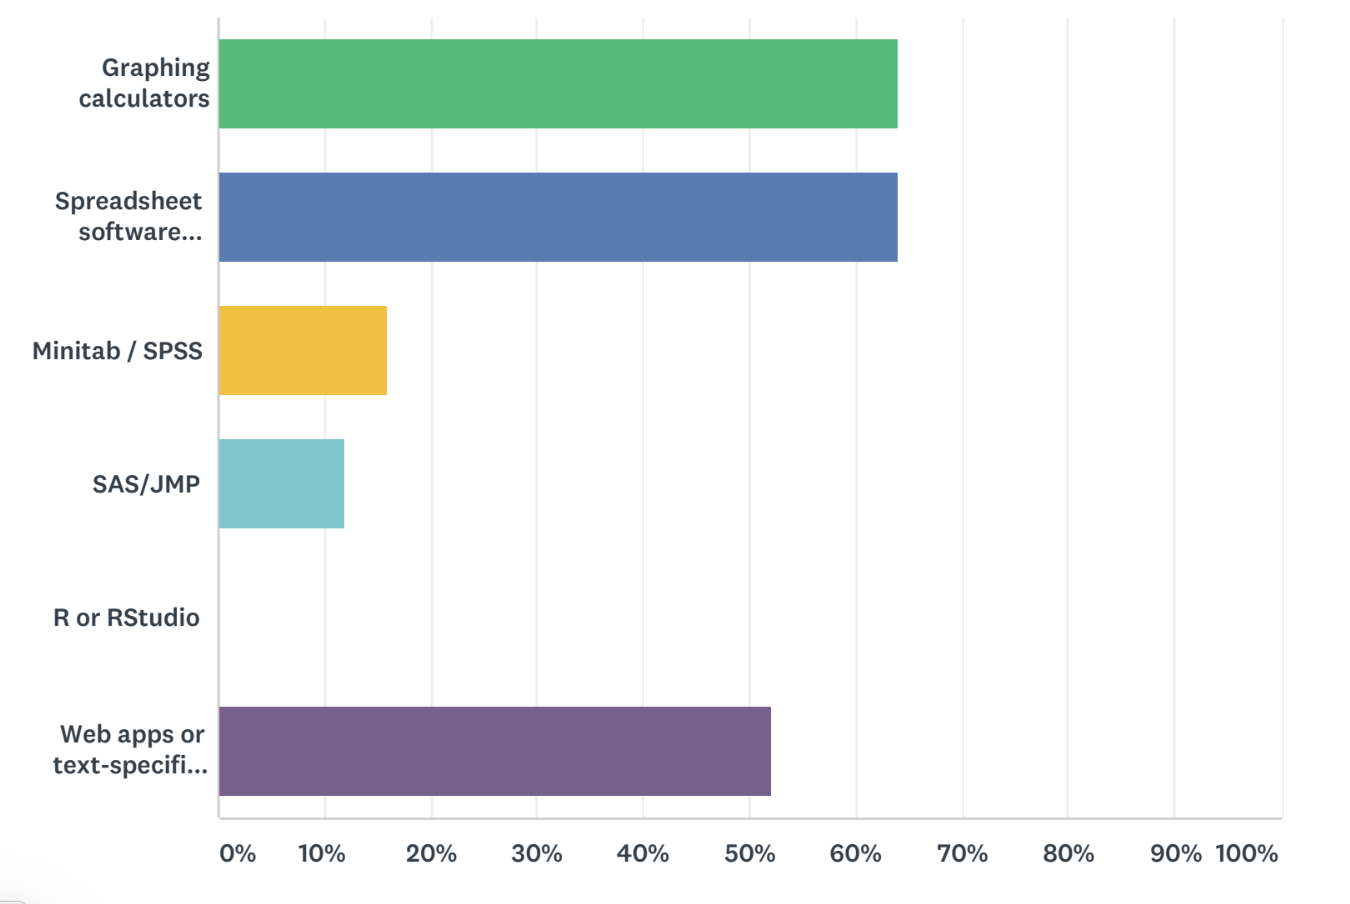 Graphing
calculators
Spreadsheet
software...
Minitab / SPSS
SAS/JMP
R or RStudio
Web apps or
text-specifi...
0% 10% 20% 30% 40% 50% 60% 70% 80% 90% 100%